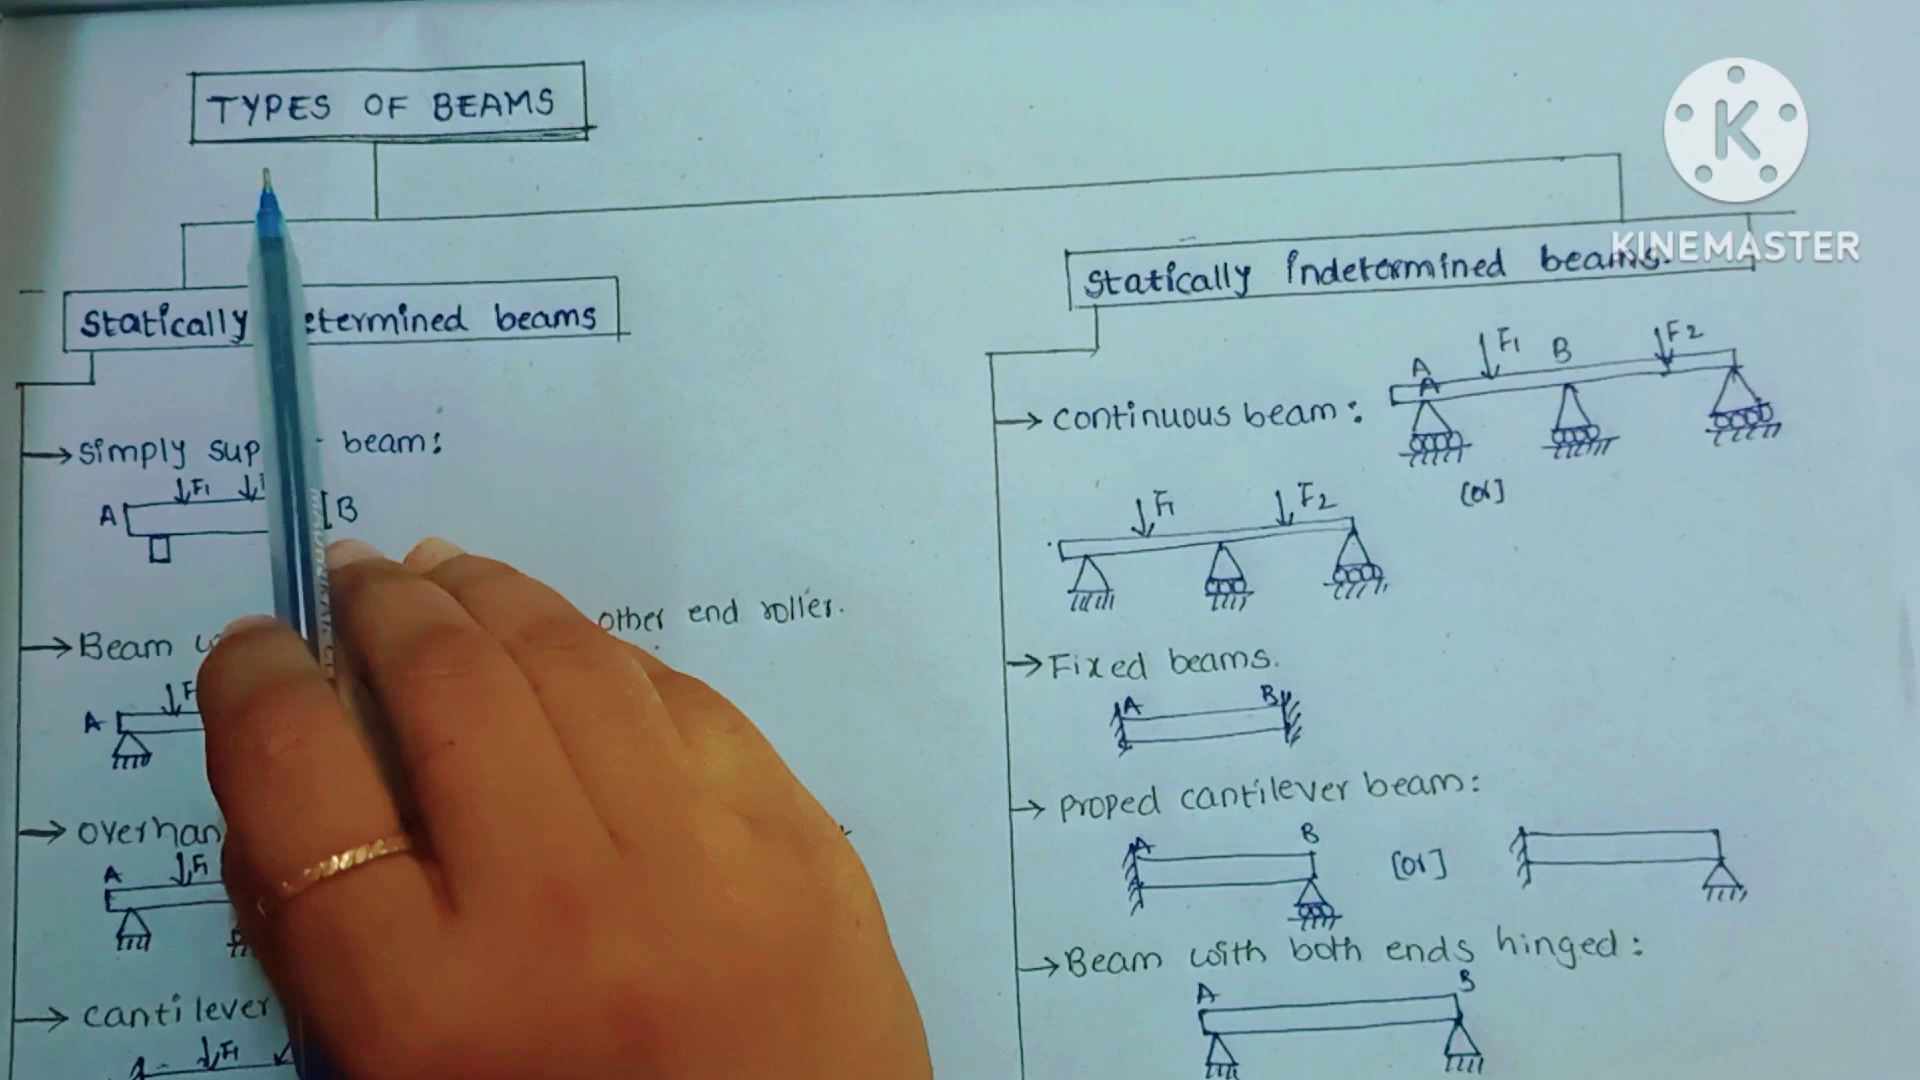 TYPES OF BEAMS
K
KINEMASTER
Statically indetermined beams.
Statically etermined beams
Simply sup beam:
F1
A
B
Beam other end roller.
F
A
overhan
A
F1
cantilever
F1
continuous beam:
A
A
F1
B
F2
[or]
F1
F2
Fixed beams.
A
B
Proped cantilever beam:
A
B
[or]
Beam with both ends hinged:
A
B